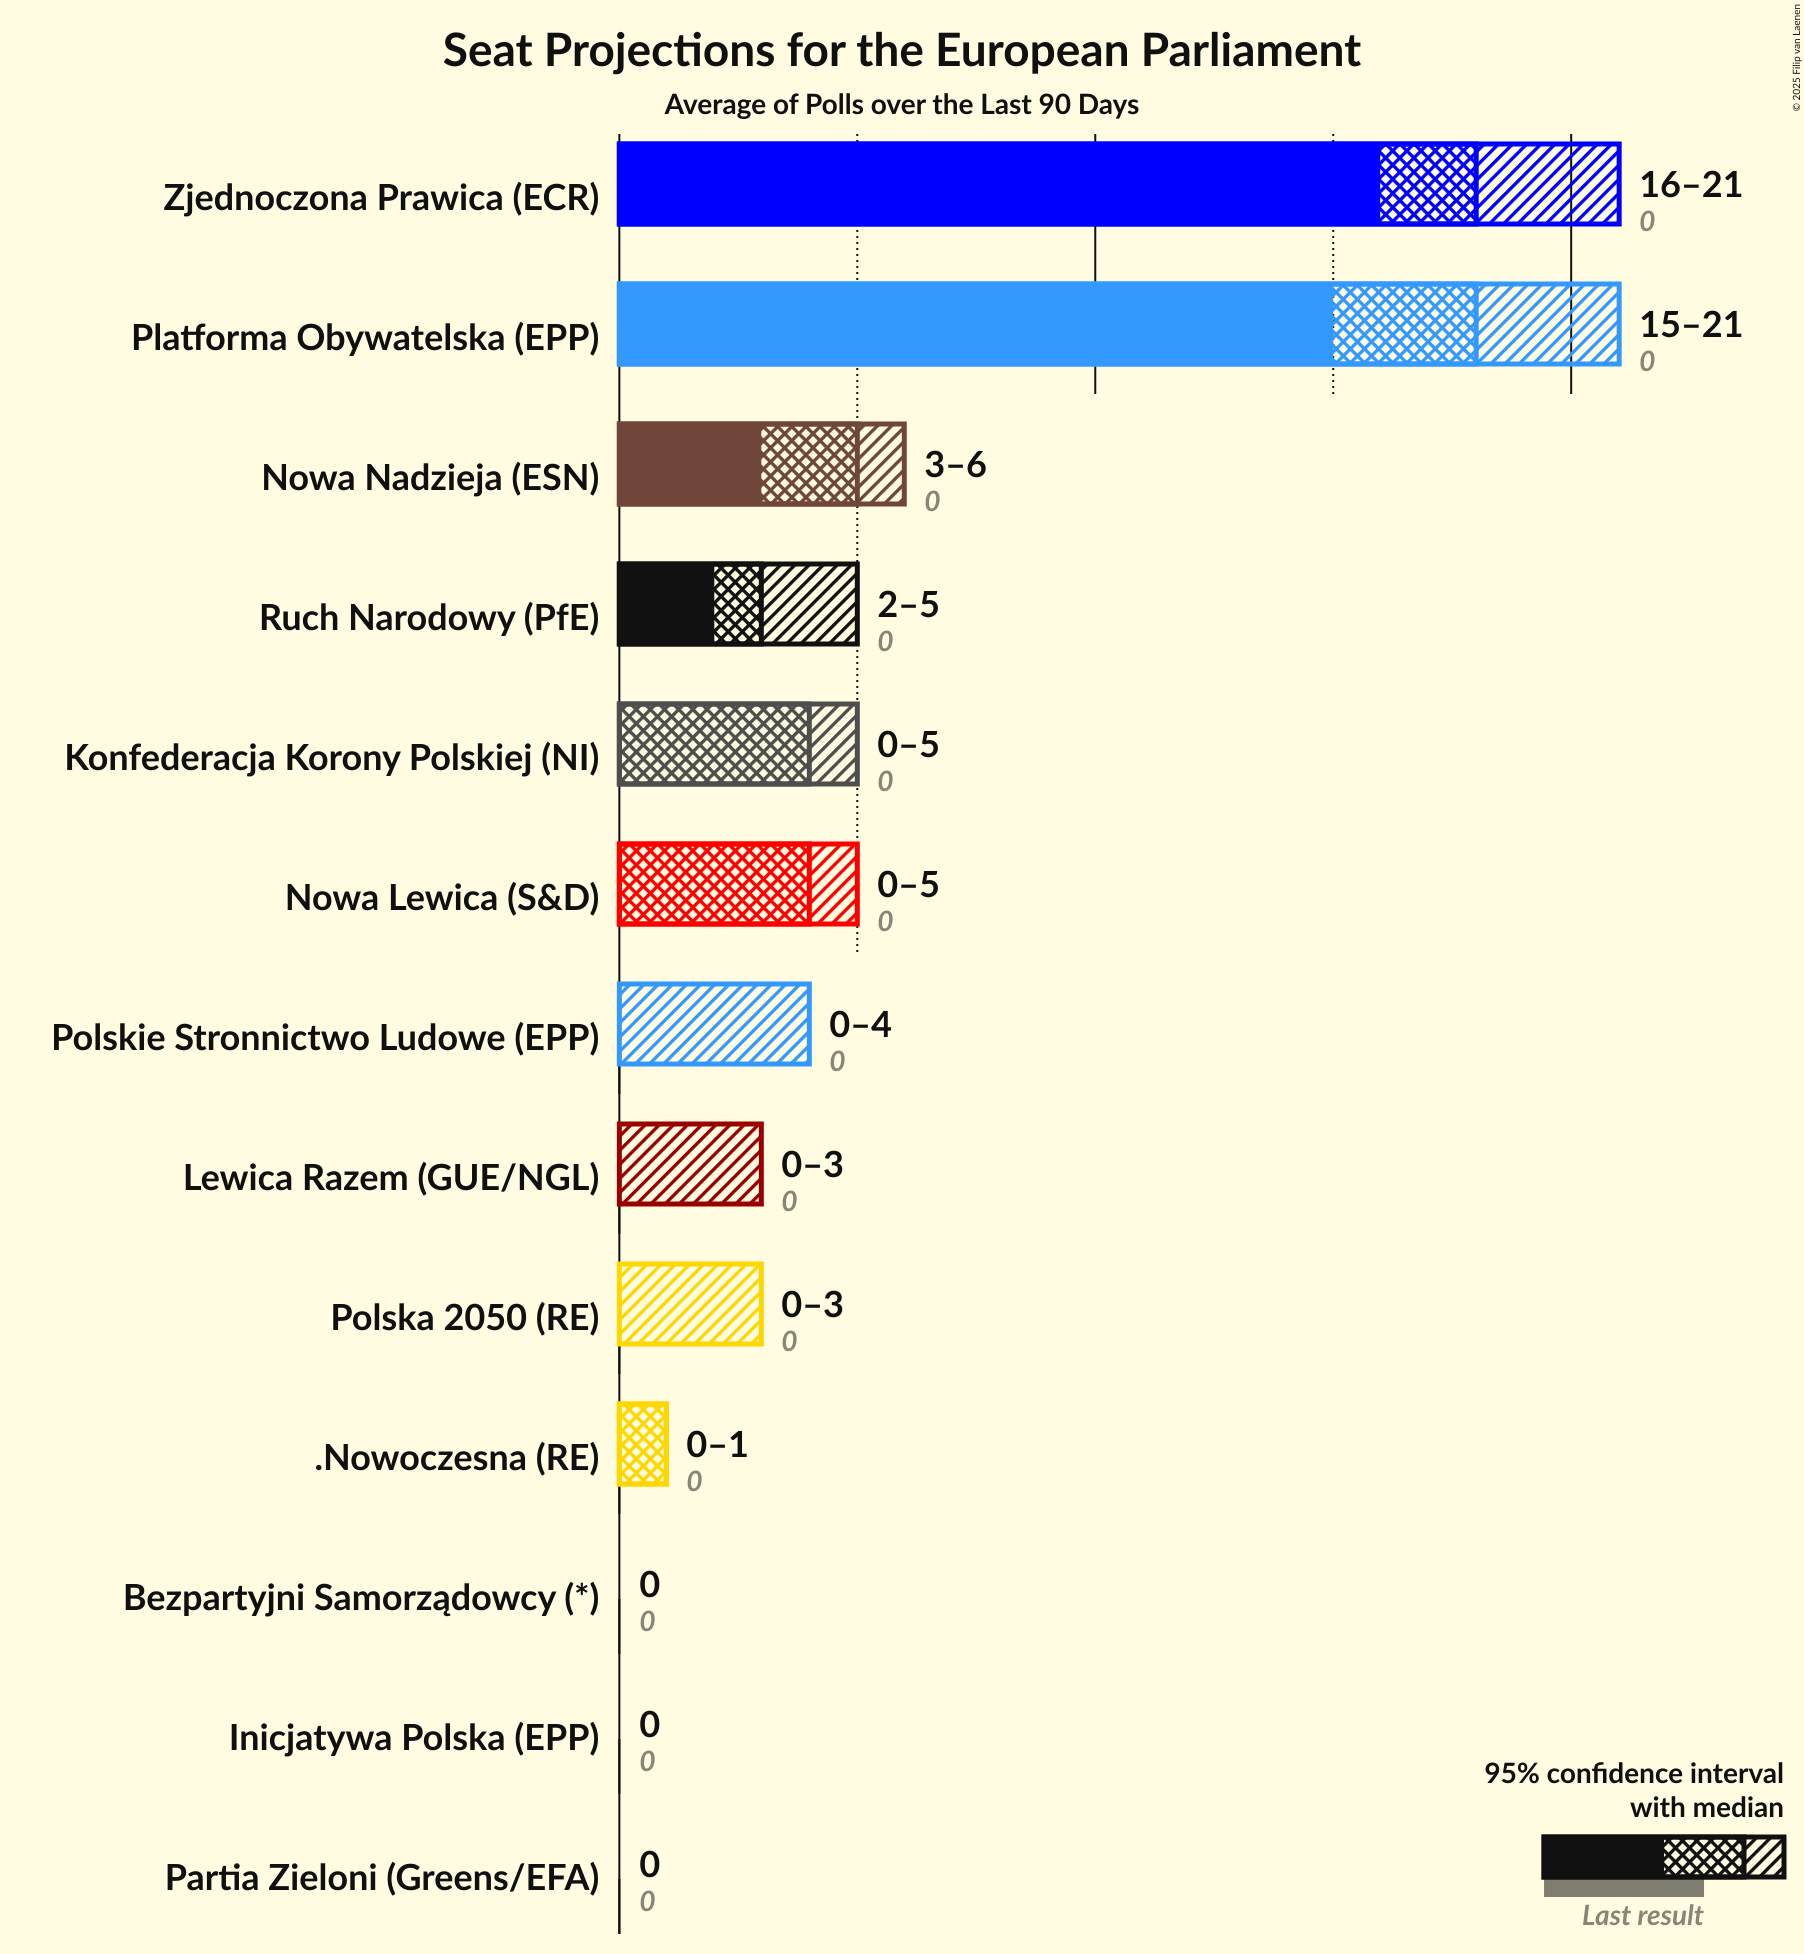 Seat Projections for the European Parliament
Average of Polls over the Last 90 Days
© 2025 Filip van Laenen
Zjednoczona Prawica (ECR)
16–21
0
Platforma Obywatelska (EPP)
15–21
0
Nowa Nadzieja (ESN)
3–6
0
Ruch Narodowy (PfE)
2–5
0
Konfederacja Korony Polskiej (NI)
0–5
0
Nowa Lewica (S&D)
0–5
0
Polskie Stronnictwo Ludowe (EPP)
0–4
0
Lewica Razem (GUE/NGL)
0–3
0
Polska 2050 (RE)
0–3
0
.Nowoczesna (RE)
0–1
0
Bezpartyjni Samorządowcy (*)
0
0
Inicjatywa Polska (EPP)
0
0
Partia Zieloni (Greens/EFA)
0
0
95% confidence interval
with median
Last result